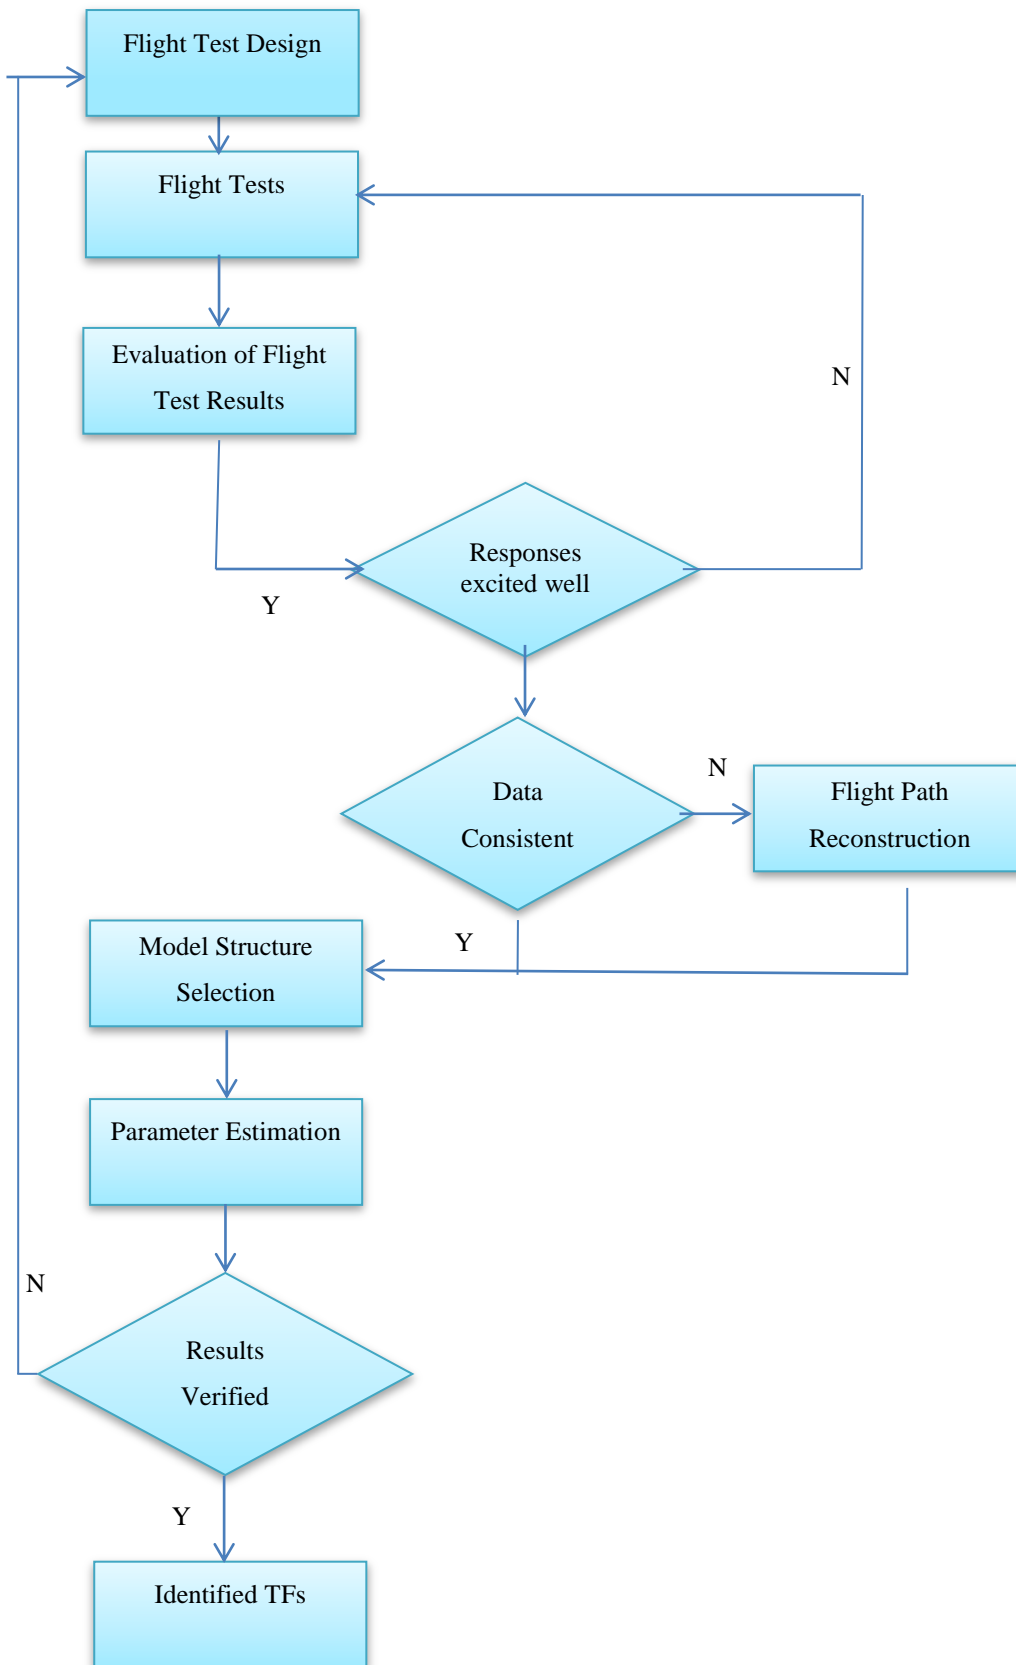 Flight Test Design
Flight Tests
Evaluation of Flight
Test Results
N
Responses
excited well
Y
Data
Consistent
N
Flight Path
Reconstruction
Y
Model Structure
Selection
Parameter Estimation
N
Results
Verified
Y
Identified TFs